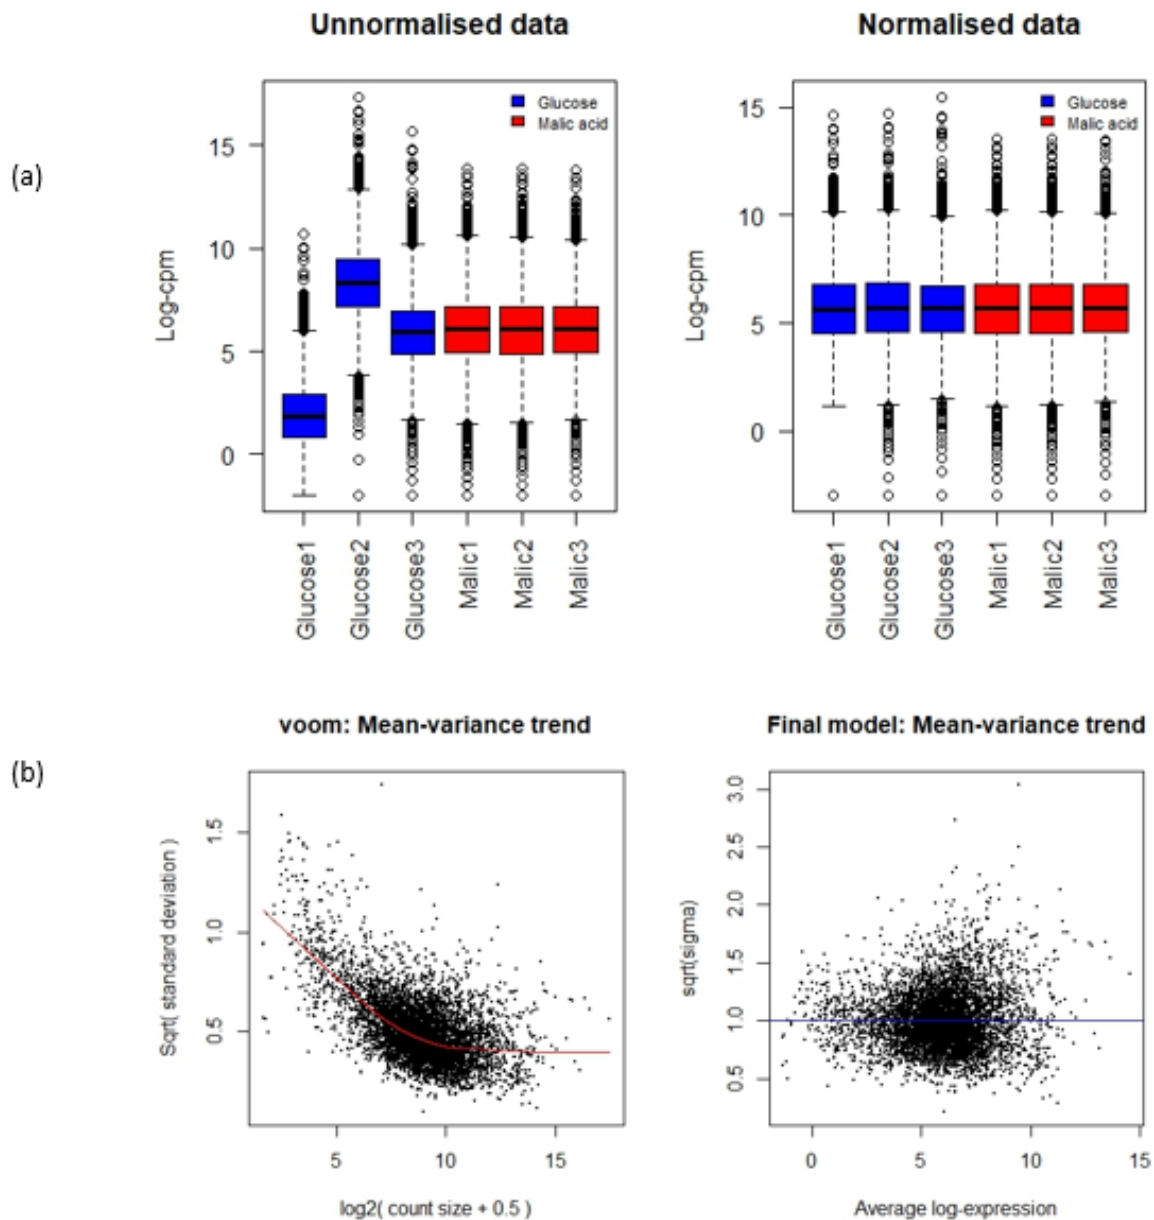 Unnormalised data
Normalised data
(a)
Log-cpm
15
10
5
0
Glucose
Malic acid
Glucose1
Glucose2
Glucose3
Malic1
Malic2
Malic3
Log-cpm
15
10
5
0
Glucose
Malic acid
Glucose1
Glucose2
Glucose3
Malic1
Malic2
Malic3
(b)
voom: Mean-variance trend
Sqrt( standard deviation )
1.5
1.0
0.5
5
10
15
log2( count size + 0.5 )
Final model: Mean-variance trend
sqrt(sigma)
3.0
2.5
2.0
1.5
1.0
0.5
0
5
10
15
Average log-expression